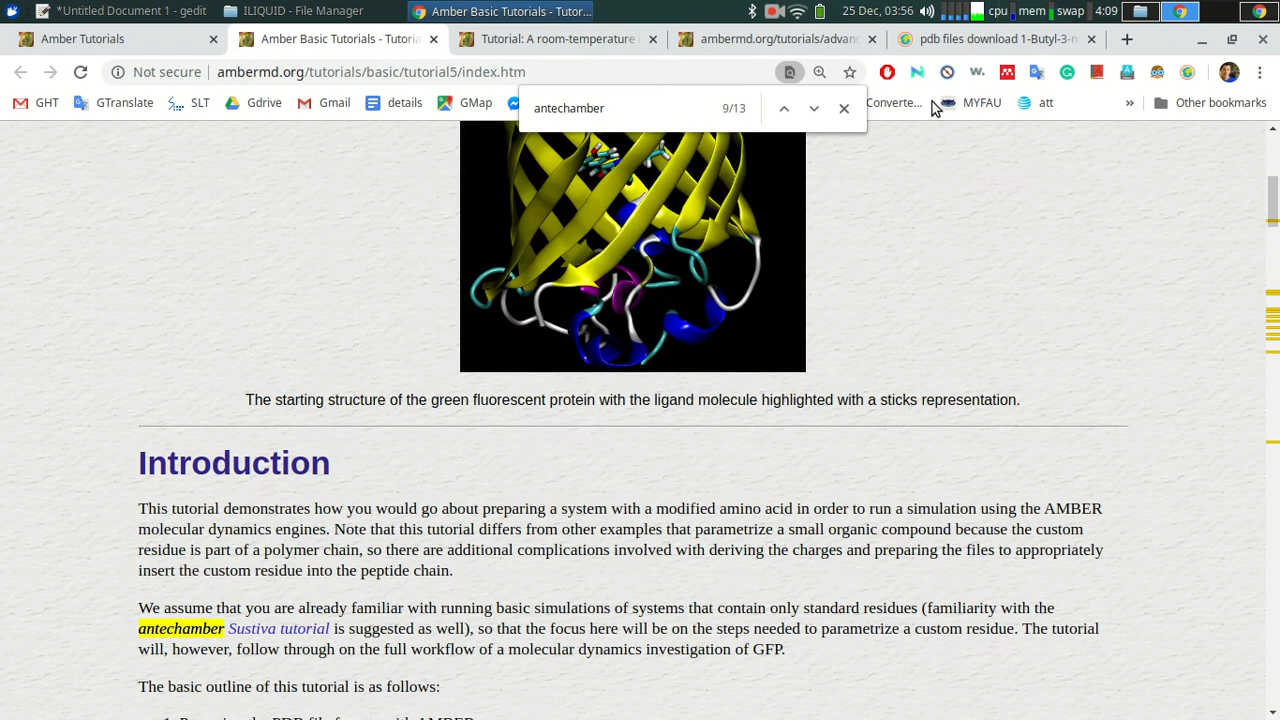 *Untitled Document 1 - gedit
ILIQUID - File Manager
Amber Basic Tutorials - Tutor...
25 Dec, 03:56
cpu
mem
swap
4:09
Amber Tutorials
Amber Basic Tutorials - Tutoria
Tutorial: A room-temperature i
ambermd.org/tutorials/advanc
pdb files download 1-Butyl-3-m
Not secure
ambermd.org/tutorials/basic/tutorial5/index.htm
GHT
GTranslate
SLT
Gdrive
Gmail
details
GMap
Converte...
MYFAU
att
»
Other bookmarks
antechamber
9/13
The starting structure of the green fluorescent protein with the ligand molecule highlighted with a sticks representation.
Introduction
This tutorial demonstrates how you would go about preparing a system with a modified amino acid in order to run a simulation using the AMBER
molecular dynamics engines. Note that this tutorial differs from other examples that parametrize a small organic compound because the custom
residue is part of a polymer chain, so there are additional complications involved with deriving the charges and preparing the files to appropriately
insert the custom residue into the peptide chain.
We assume that you are already familiar with running basic simulations of systems that contain only standard residues (familiarity with the
antechamber Sustiva tutorial is suggested as well), so that the focus here will be on the steps needed to parametrize a custom residue. The tutorial
will, however, follow through on the full workflow of a molecular dynamics investigation of GFP.
The basic outline of this tutorial is as follows:
1. Preparing the PDB file for use with AMBER